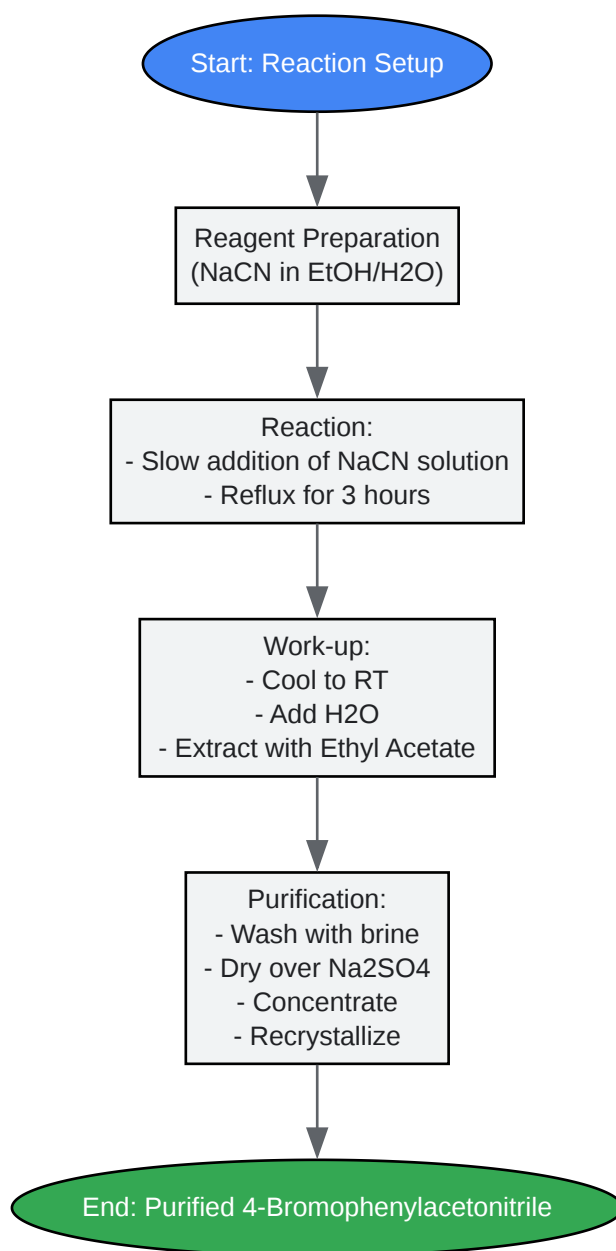 Start: Reaction Setup
Reagent Preparation
(NaCN in EtOH/H2O)
Reaction:
- Slow addition of NaCN solution
- Reflux for 3 hours
Work-up:
- Cool to RT
- Add H2O
- Extract with Ethyl Acetate
Purification:
- Wash with brine
- Dry over Na2SO4
- Concentrate
- Recrystallize
End: Purified 4-Bromophenylacetonitrile